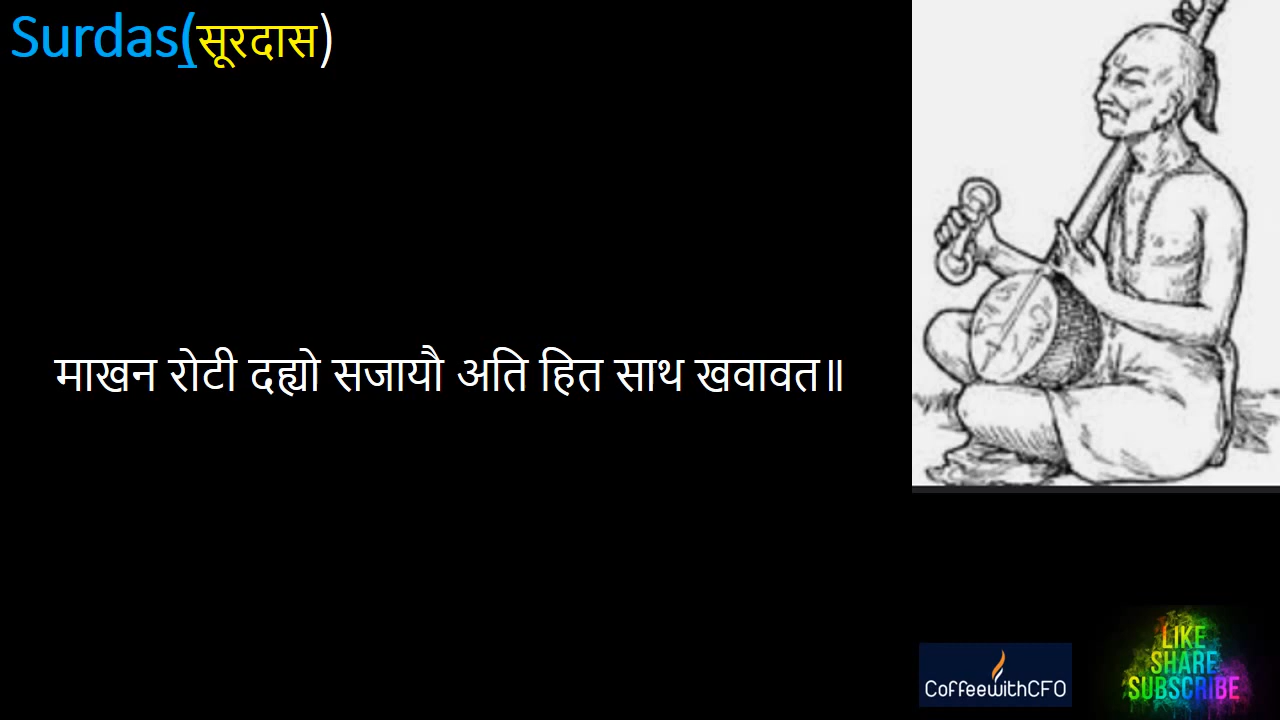 Surdas(सूरदास)
माखन रोटी दह्यो सजायौ अति हित साथ खवावत॥
CoffeewithCFO
LIKE
SHARE
SUBSCRIBE